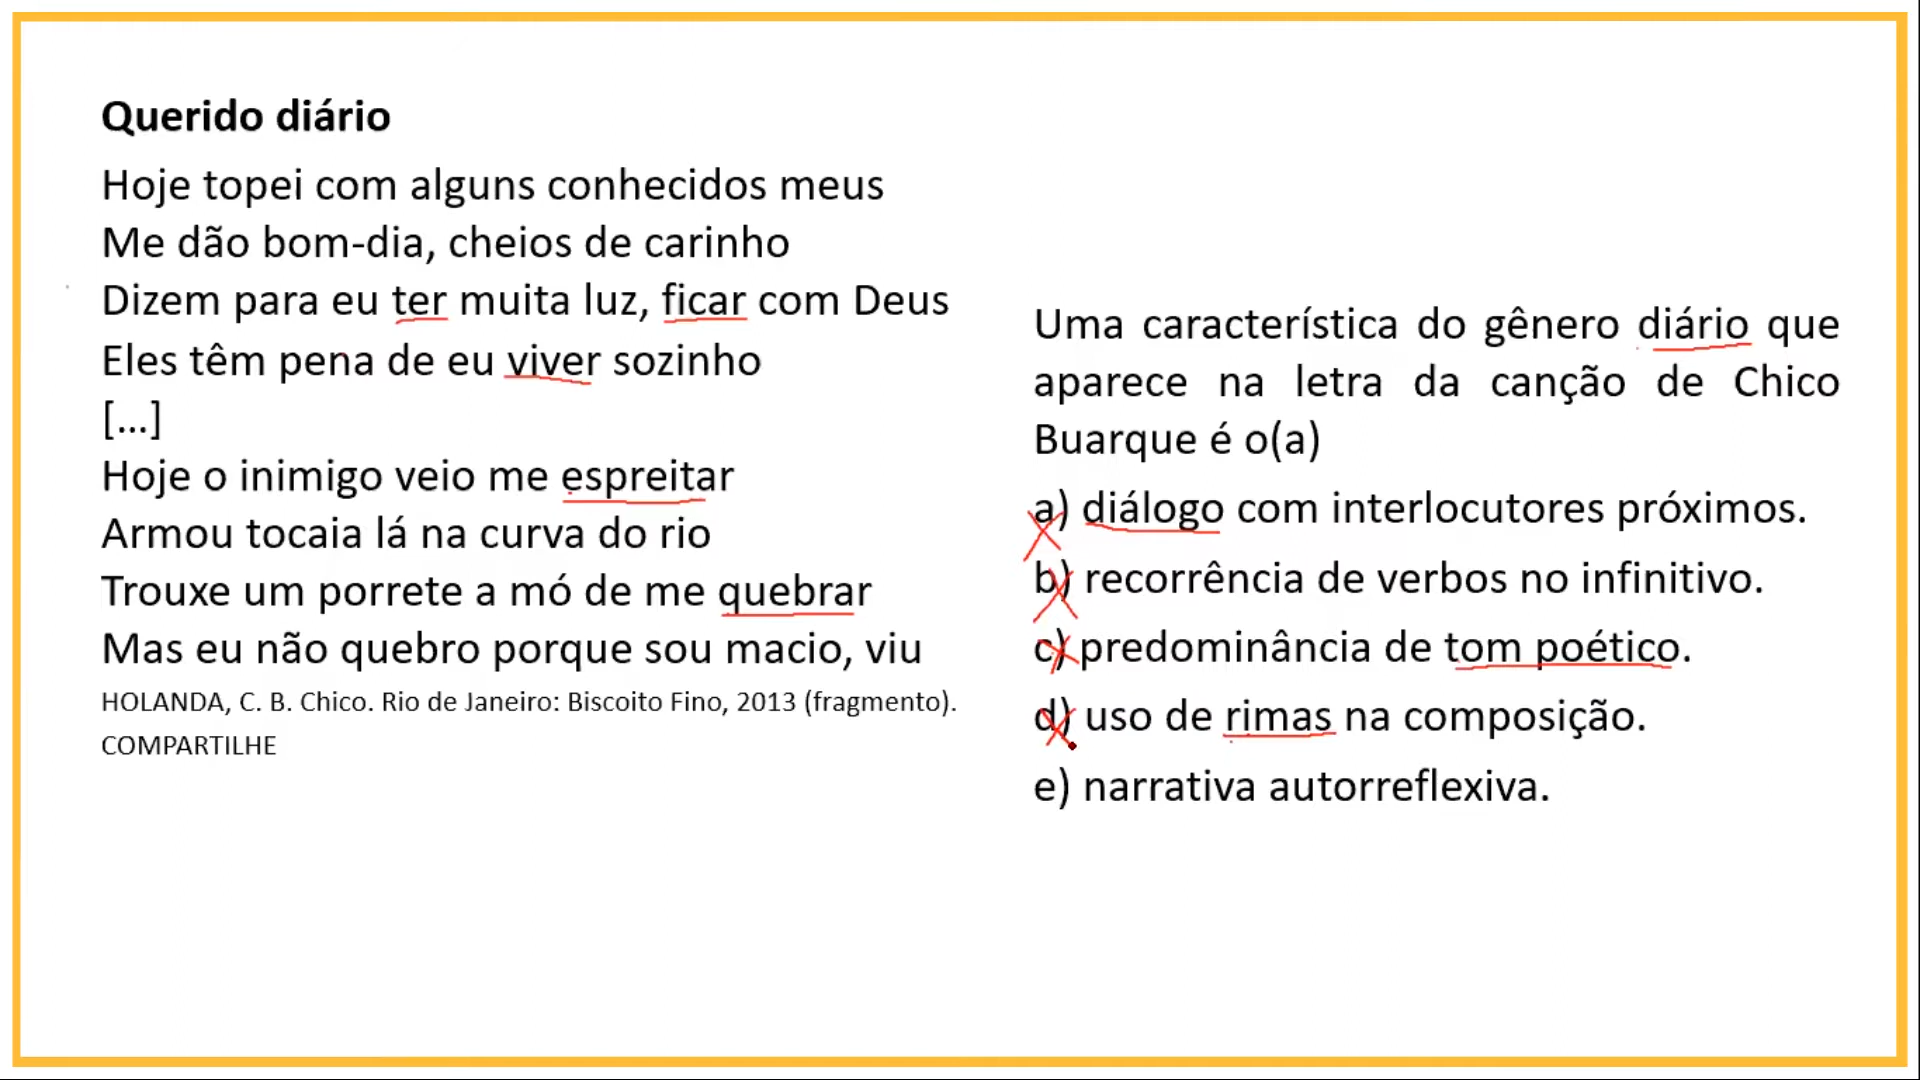 Querido diário
Hoje topei com alguns conhecidos meus
Me dão bom-dia, cheios de carinho
Dizem para eu ter muita luz, ficar com Deus
Eles têm pena de eu viver sozinho
[...]
Hoje o inimigo veio me espreitar
Armou tocaia lá na curva do rio
Trouxe um porrete a mó de me quebrar
Mas eu não quebro porque sou macio, viu
HOLANDA, C. B. Chico. Rio de Janeiro: Biscoito Fino, 2013 (fragmento).
COMPARTILHE
Uma característica do gênero diário que
aparece na letra da canção de Chico
Buarque é o(a)
a) diálogo com interlocutores próximos.
b) recorrência de verbos no infinitivo.
c) predominância de tom poético.
d) uso de rimas na composição.
e) narrativa autorreflexiva.